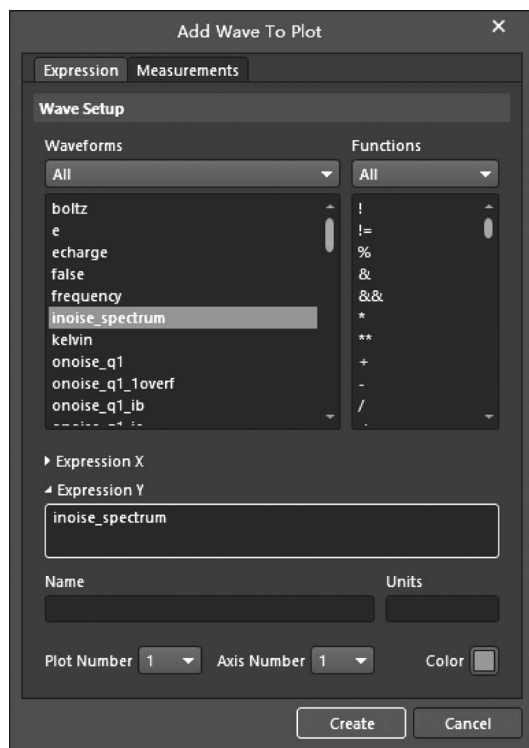 Add Wave To Plot
Expression Measurements
Wave Setup
Waveforms Functions
All All
boltz !
e !=
echarge %
false &
frequency &&
inoise_spectrum *
kelvin **
onoise_q1 +
onoise_q1_1overf -
onoise_q1_ib /
Expression X
Expression Y
inoise_spectrum
Name Units
Plot Number 1 Axis Number 1 Color
Create Cancel